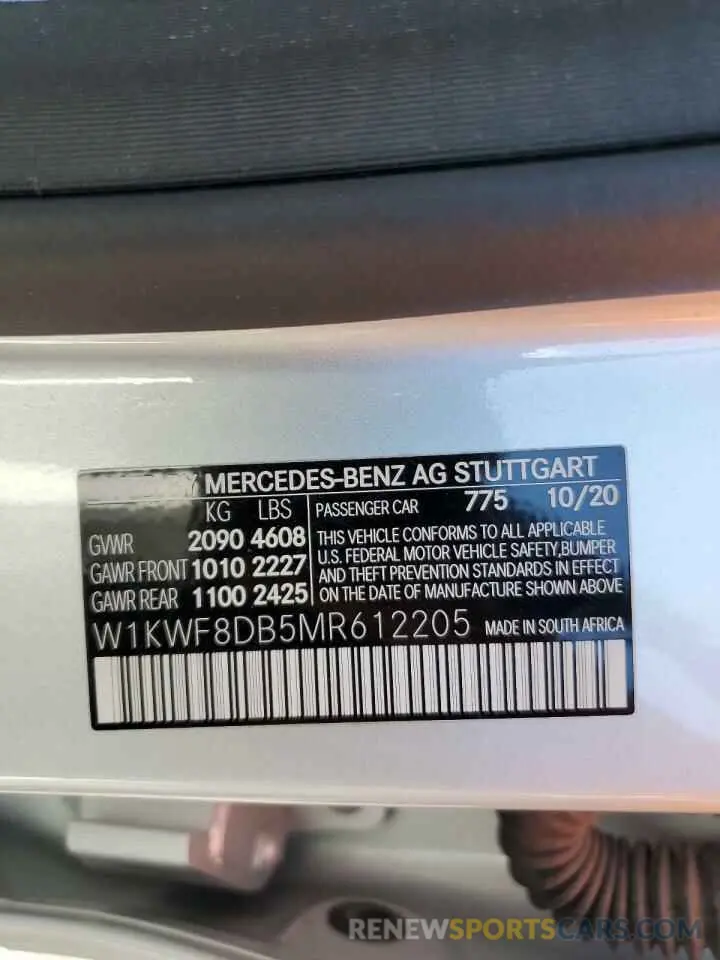 MERCEDES-BENZ AG STUTTGART
KG LBS
PASSENGER CAR 775 10/20
GVWR 2090 4608
GAWR FRONT 1010 2227
GAWR REAR 1100 2425
THIS VEHICLE CONFORMS TO ALL APPLICABLE
U.S. FEDERAL MOTOR VEHICLE SAFETY, BUMPER
AND THEFT PREVENTION STANDARDS IN EFFECT
ON THE DATE OF MANUFACTURE SHOWN ABOVE
W1KWF8DB5MR612205 MADE IN SOUTH AFRICA
RENEWSPORTSCARS.COM